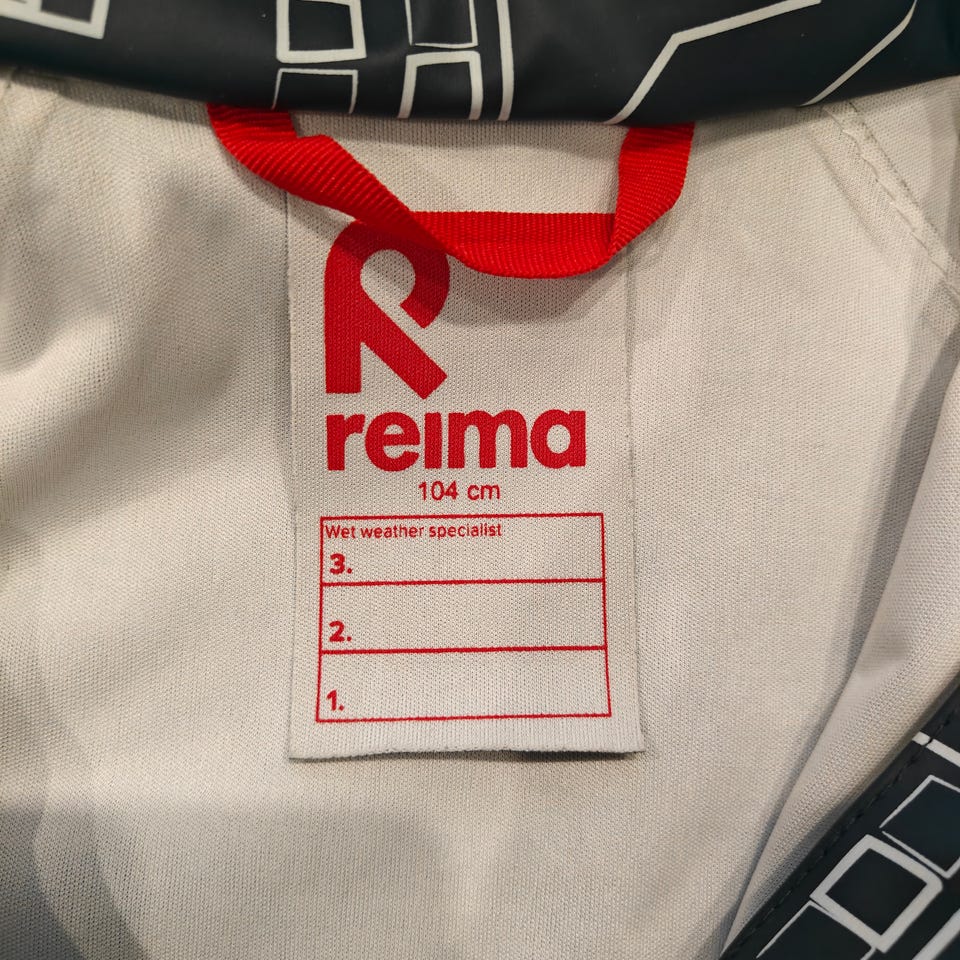 reima
104 cm
Wet weather specialist
3.
2.
1.